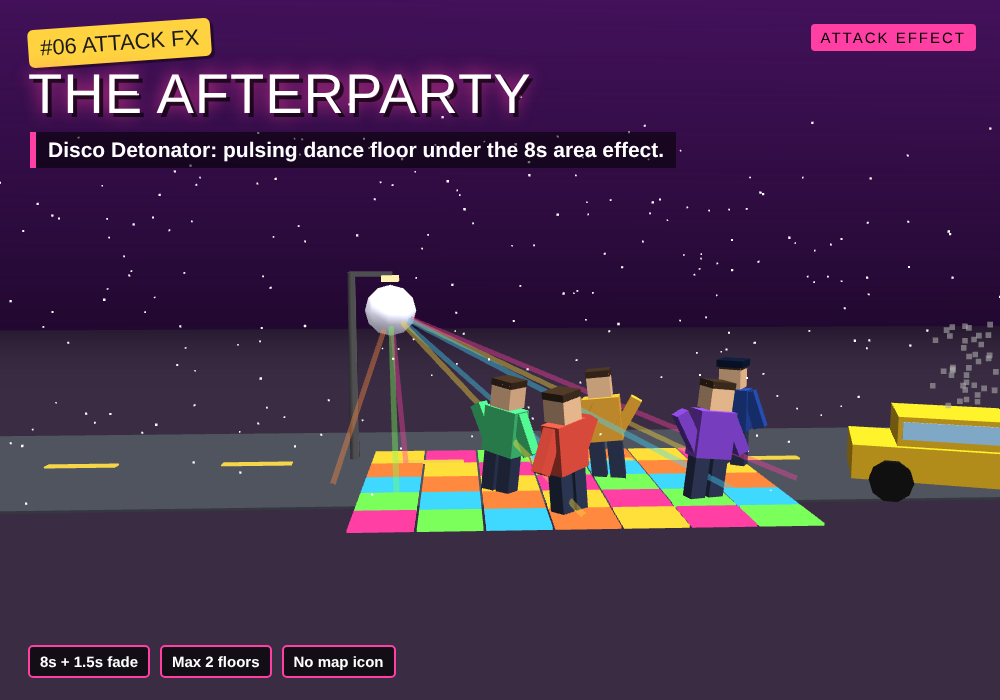 #06 ATTACK FX
ATTACK EFFECT
THE AFTERPARTY
Disco Detonator: pulsing dance floor under the 8s area effect.
8s + 1.5s fade
Max 2 floors
No map icon